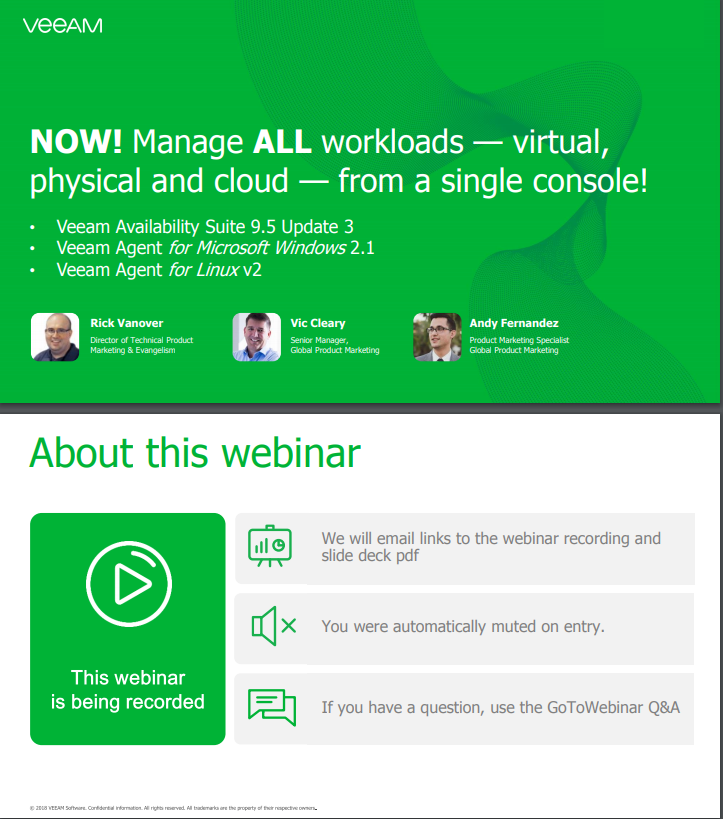 VEEAM
NOW! Manage ALL workloads — virtual,
physical and cloud — from a single console!
• Veeam Availability Suite 9.5 Update 3
• Veeam Agent for Microsoft Windows 2.1
• Veeam Agent for Linux v2
Rick Vanover
Director of Technical Product
Marketing & Evangelism
Vic Cleary
Senior Manager,
Global Product Marketing
Andy Fernandez
Product Marketing Specialist
Global Product Marketing
About this webinar
This webinar
is being recorded
We will email links to the webinar recording and
slide deck pdf
You were automatically muted on entry.
If you have a question, use the GoToWebinar Q&A
© 2018 VEEAM Software. Confidential information. All rights reserved. All trademarks are the property of their respective owners.